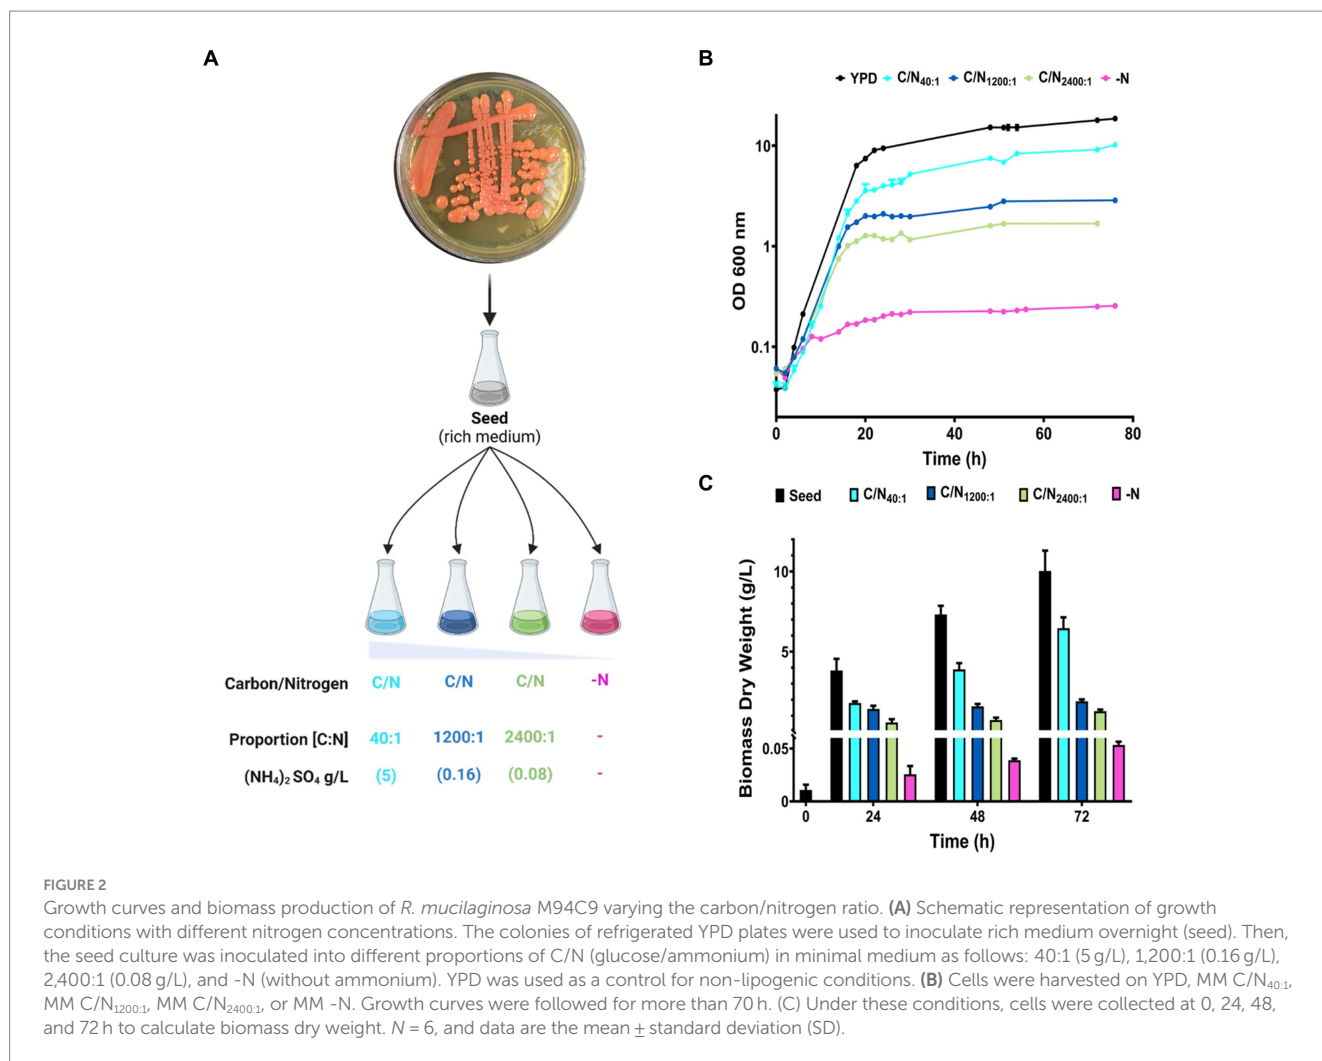 A
Seed
(rich medium)
Carbon/Nitrogen C/N C/N C/N -N
Proportion [C:N] 40:1 1200:1 2400:1 -
(NH₄)₂ SO₄ g/L (5) (0.16) (0.08) -
B
YPD C/N₄₀:₁ C/N₁₂₀₀:₁ C/N₂₄₀₀:₁ -N
OD 600 nm
10
1
0.1
0 20 40 60 80
Time (h)
C
Seed C/N₄₀:₁ C/N₁₂₀₀:₁ C/N₂₄₀₀:₁ -N
Biomass Dry Weight (g/L)
10
5
0.05
0
0 24 48 72
Time (h)
FIGURE 2
Growth curves and biomass production of R. mucilaginosa M94C9 varying the carbon/nitrogen ratio. (A) Schematic representation of growth
conditions with different nitrogen concentrations. The colonies of refrigerated YPD plates were used to inoculate rich medium overnight (seed). Then,
the seed culture was inoculated into different proportions of C/N (glucose/ammonium) in minimal medium as follows: 40:1 (5 g/L), 1,200:1 (0.16 g/L),
2,400:1 (0.08 g/L), and -N (without ammonium). YPD was used as a control for non-lipogenic conditions. (B) Cells were harvested on YPD, MM C/N₄₀:₁,
MM C/N₁₂₀₀:₁, MM C/N₂₄₀₀:₁, or MM -N. Growth curves were followed for more than 70 h. (C) Under these conditions, cells were collected at 0, 24, 48,
and 72 h to calculate biomass dry weight. N = 6, and data are the mean ± standard deviation (SD).